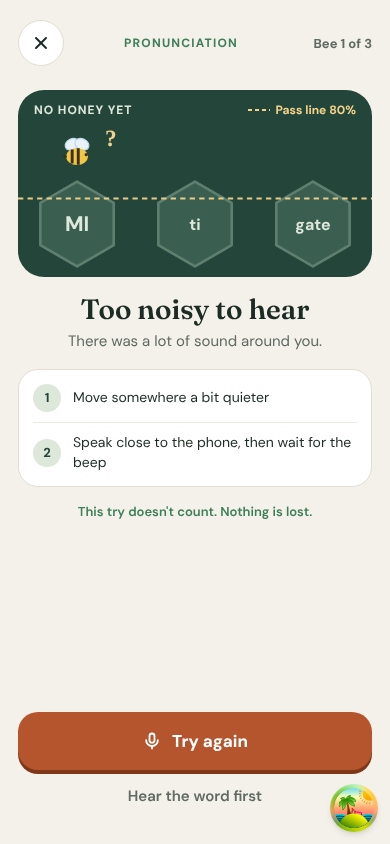 PRONUNCIATION
Bee 1 of 3
NO HONEY YET
Pass line 80%
?
MI
ti
gate
Too noisy to hear
There was a lot of sound around you.
1
Move somewhere a bit quieter
2
Speak close to the phone, then wait for the
beep
This try doesn't count. Nothing is lost.
Try again
Hear the word first